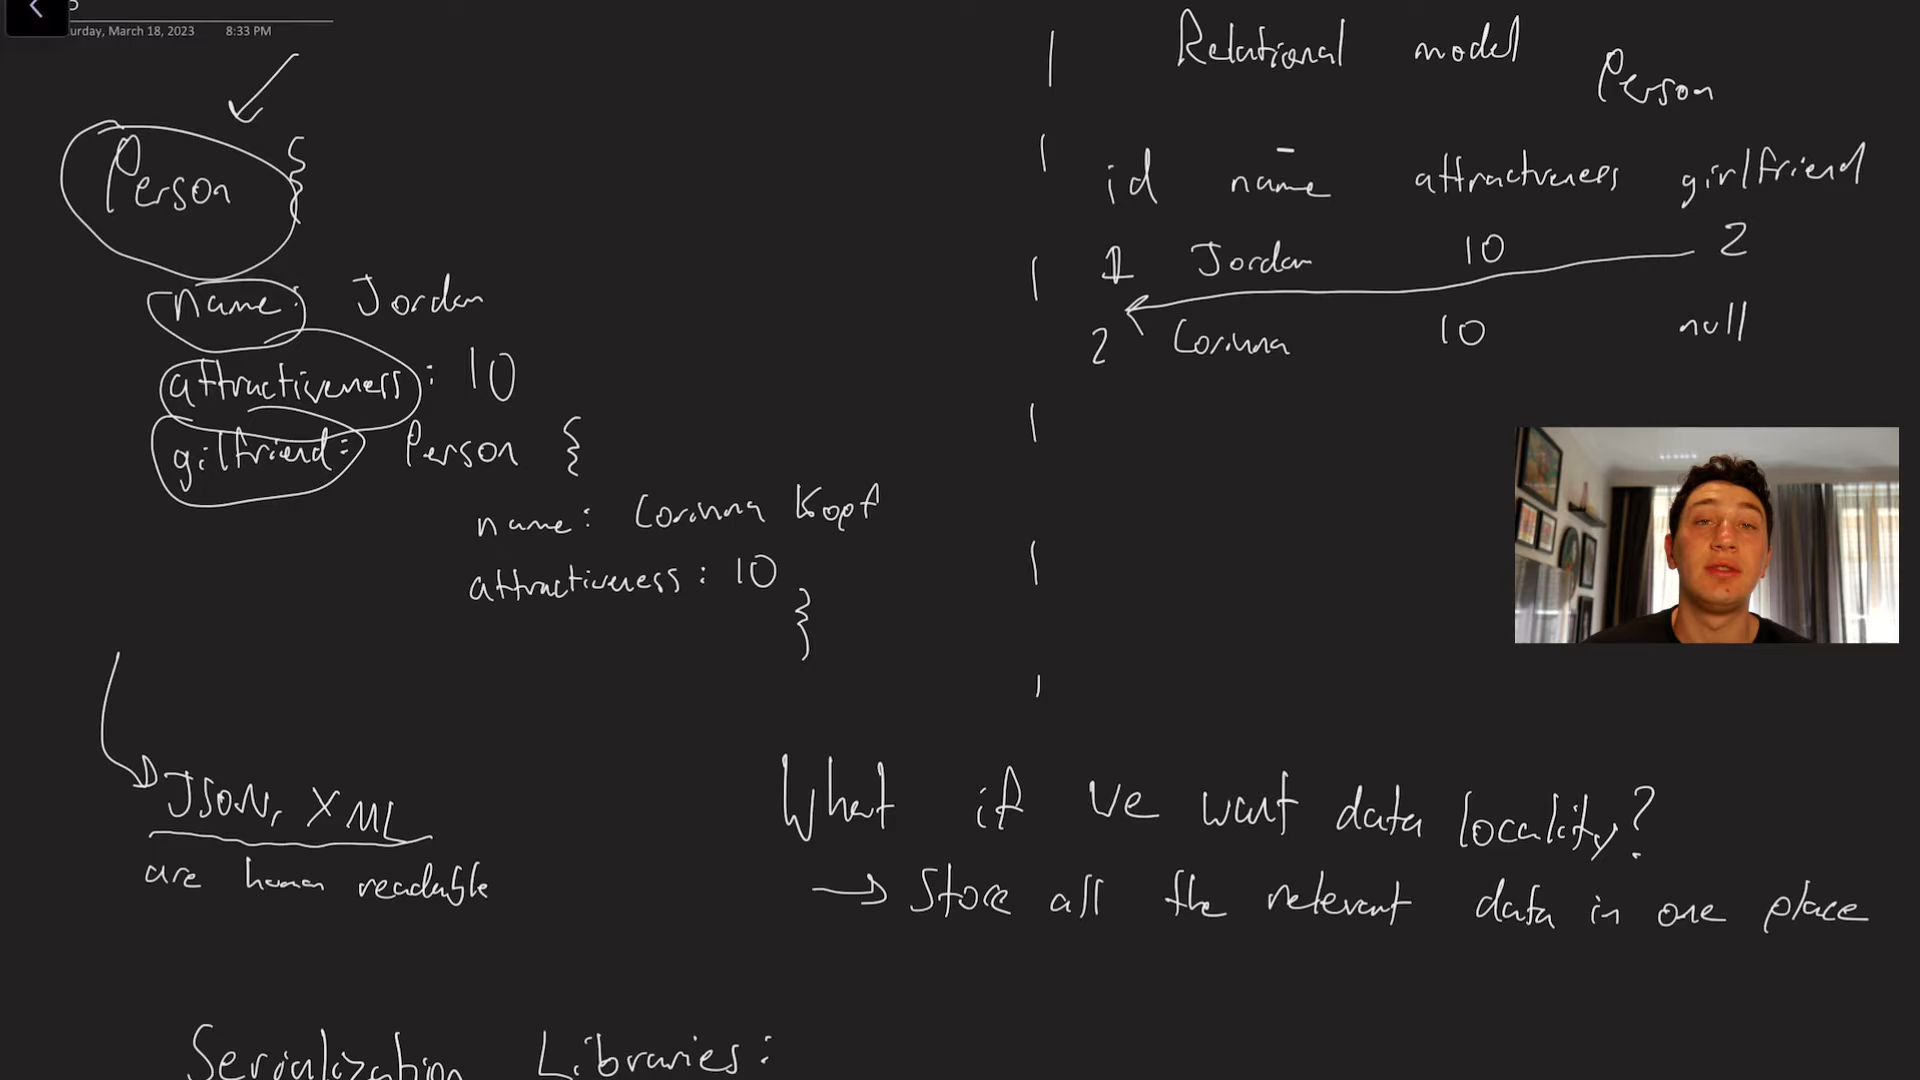 urday, March 18, 2023 8:33 PM
Person {
name: Jordan
attractiveness: 10
gilfriend: Person {
name: Corinna Kopf
attractiveness: 10
}
JSON, XML
are human readable
Relational model
Person
id name attractiveness girlfriend
1 Jordan 10 2
2 Corinna 10 null
What if we want data locality?
→ Store all the relevant data in one place
Serialization Libraries: